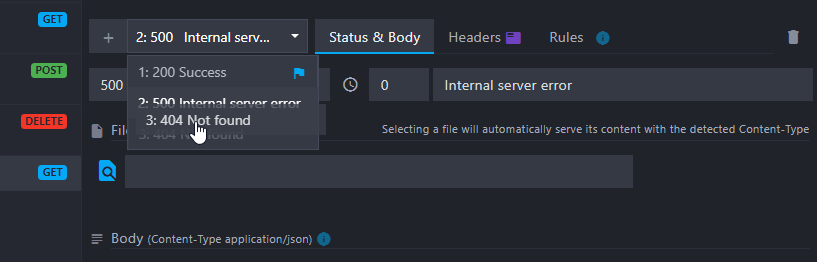 GET
+ 2: 500 Internal serv... Status & Body Headers Rules
POST
1: 200 Success
500 0 Internal server error
2: 500 Internal server error
3: 404 Not found
DELETE
File
Selecting a file will automatically serve its content with the detected Content-Type
3: 404 Not found
GET
Body (Content-Type application/json)